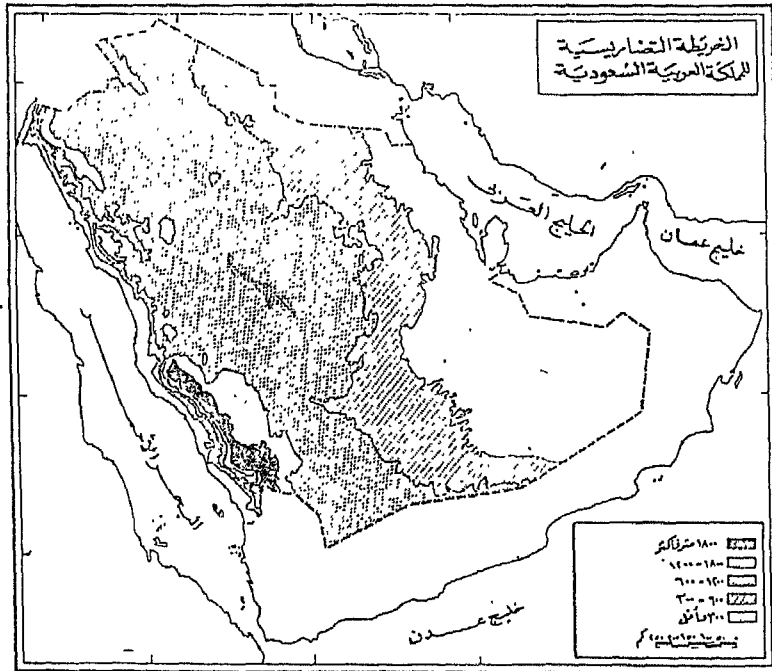 الخريطة التضاريسية
للمملكة العربية السعودية
الخليج العربي
خليج عمان
خليج عدن
١٨٠٠ متر فأكثر
١٨٠٠ - ١٢٠٠
١٢٠٠ - ٦٠٠
٦٠٠ - ٣٠٠
٣٠٠ فأقل
كم